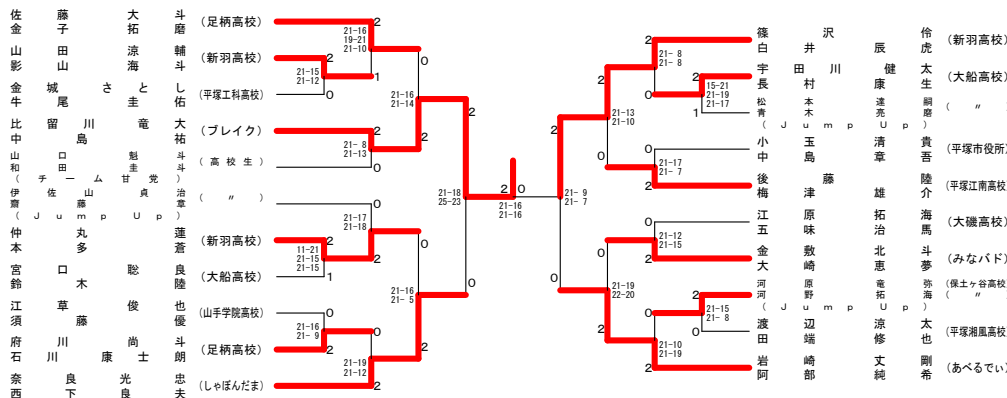 佐藤大斗
金子拓磨
(足柄高校)
山田涼輔
影山海斗
(新羽高校)
金城さとし
牛尾圭佑
(平塚工科高校)
比留川竜大
中島祐
(ブレイク)
山口魁斗
和田圭斗
(チーム甘党)
(高校生)
伊佐山貞治
齋藤章
(Jump Up)
(〃)
仲丸蓮
本多蒼
(新羽高校)
宮口聡良
鈴木陸
(大船高校)
江草俊也
須藤優
(山手学院高校)
府川尚斗
石川康士朗
(足柄高校)
奈良光忠
西下良夫
(しゃぼんだま)
2
21-16
19-21
21-10
2
21-15
21-12
0
1
0
21-16
21-14
2
21- 8
21-13
0
2
2
2
21-18
25-23
0
21-17
21-18
2
11-21
21-15
21-15
1
2
0
21-16
21- 5
0
21-16
21- 9
2
0
21-19
21-12
2
2
0
2
0
21-16
21-16
篠沢伶
白井辰虎
(新羽高校)
宇田川健太
長村康生
(大船高校)
松本達嗣
青木亮磨
(Jump Up)
(〃)
小玉清貴
中島章吾
(平塚市役所)
後藤陸
梅津雄介
(平塚江南高校)
江原拓海
五味治馬
(大磯高校)
金敷北斗
大崎恵夢
(みなバド)
河原竜弥
河野拓海
(Jump Up)
(保土ヶ谷高校)
(〃)
渡辺涼太
田端修也
(平塚湘風高校)
岩崎丈剛
阿部純希
(あべるでぃ)
2
21- 8
21- 8
2
15-21
21-19
21-17
1
0
2
21-13
21-10
0
0
21-17
21- 7
2
2
21- 9
21- 7
0
0
21-12
21-15
2
0
21-19
22-20
2
2
21-15
21- 8
0
0
21-10
21-19
2